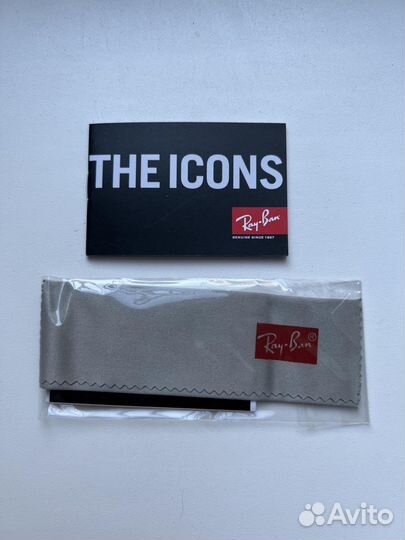 THE ICONS
Ray-Ban
GENUINE SINCE 1937
Ray-Ban®
Avito